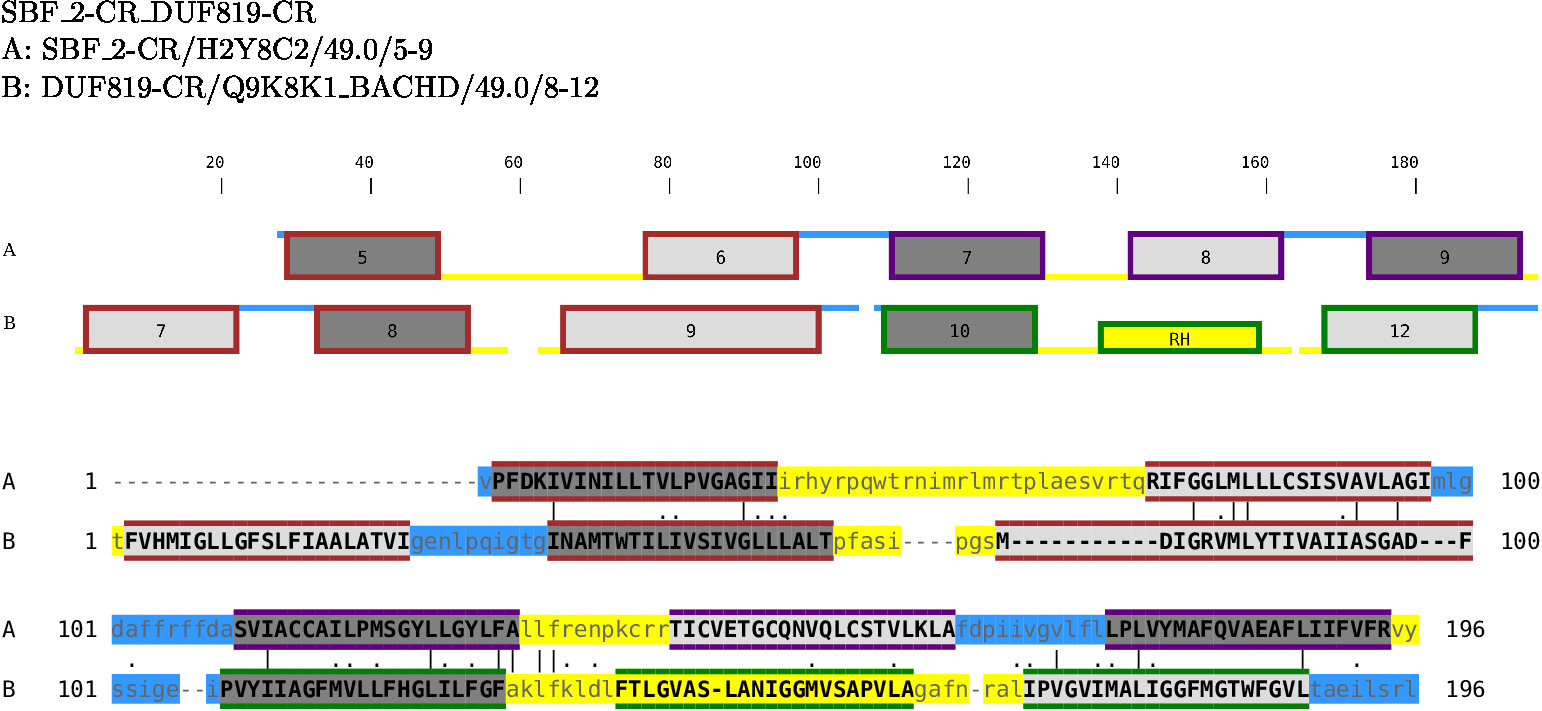 SBF_2-CR_DUF819-CR
A: SBF_2-CR/H2Y8C2/49.0/5-9
B: DUF819-CR/Q9K8K1_BACHD/49.0/8-12
20 40 60 80 100 120 140 160 180
A 5 6 7 8 9
B 7 8 9 10 RH 12
A 1 ---------------------------vPFDKIVINILLTVLPVGAGIIirhyrpqwtrnimrlmrtplaesvrtqRIFGGLMLLLCSISVAVLAGImlg 100
B 1 tFVHMIGLLGFSLFIAALATVIgenlpqigtgINAMTWTILIVSIVGLLLALTpfasi----pgsM-----------DIGRVMLYTIVAIIASGAD---F 100
A 101 daffrffdaSVIACCAILPMSGYLLGYLFAllfrenpkcrrTICVETGCQNVQLCSTVLKLAfdpiivgvlflLPLVYMAFQVAEAFLIIFVFRvy 196
B 101 ssige--iPVYIIAGFMVLLFHGLILFGFaklfkldlFTLGVAS-LANIGGMVSAPVLAgafn-ralIPVGVIMALIGGFMGTWFGVLtaeilsrl 196